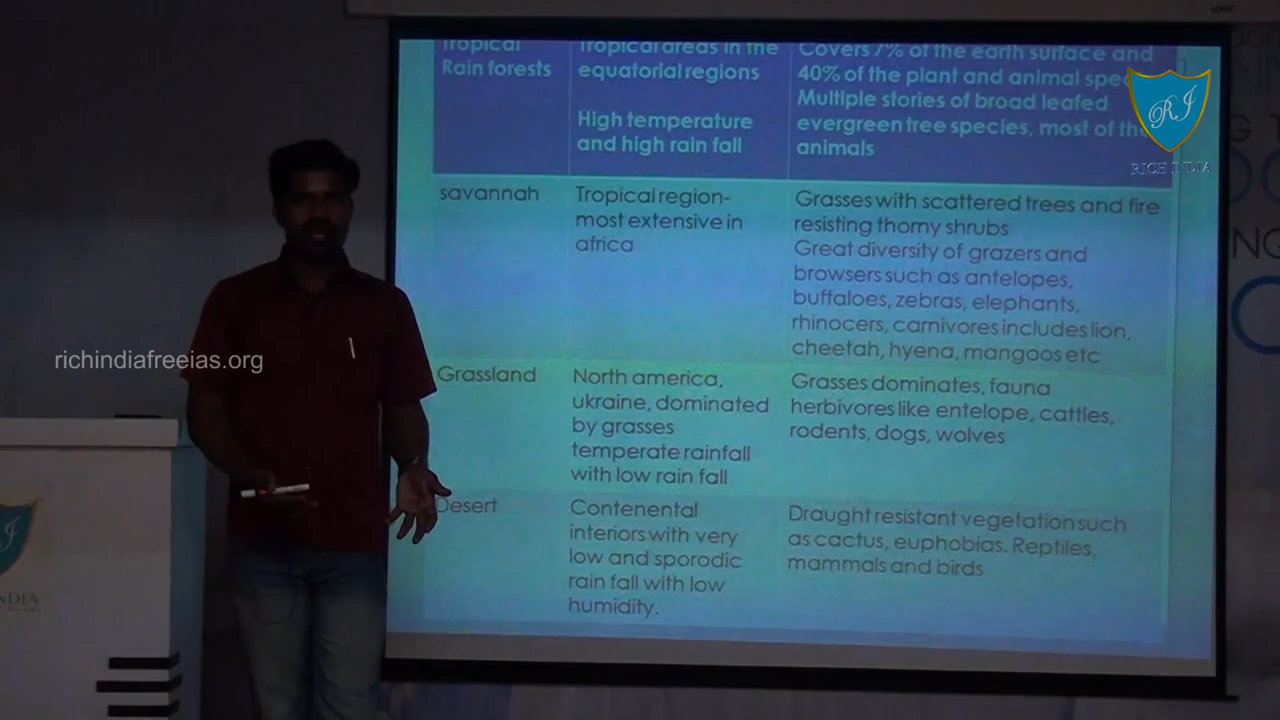 Tropical
Rain forests
Tropical areas in the
equatorial regions
High temperature
and high rain fall
Covers 7% of the earth surface and
40% of the plant and animal
Multiple stories of broad leafed
evergreen tree species, most of the
animals
savannah
Tropical region-
most extensive in
africa
Grasses with scattered trees and fire
resisting thorny shrubs
Great diversity of grazers and
browsers such as antelopes,
buffaloes, zebras, elephants,
rhinocers, carnivores includes lion,
cheetah, hyena, mangoos etc
Grassland
North america,
ukraine, dominated
by grasses
temperate rainfall
with low rain fall
Grasses dominates, fauna
herbivores like entelope, cattles,
rodents, dogs, wolves
Desert
Contenental
interiors with very
low and sporodic
rain fall with low
humidity.
Draught resistant vegetation such
as cactus, euphobias. Reptiles,
mammals and birds
RJ
RICH INDIA
richindiafreeias.org